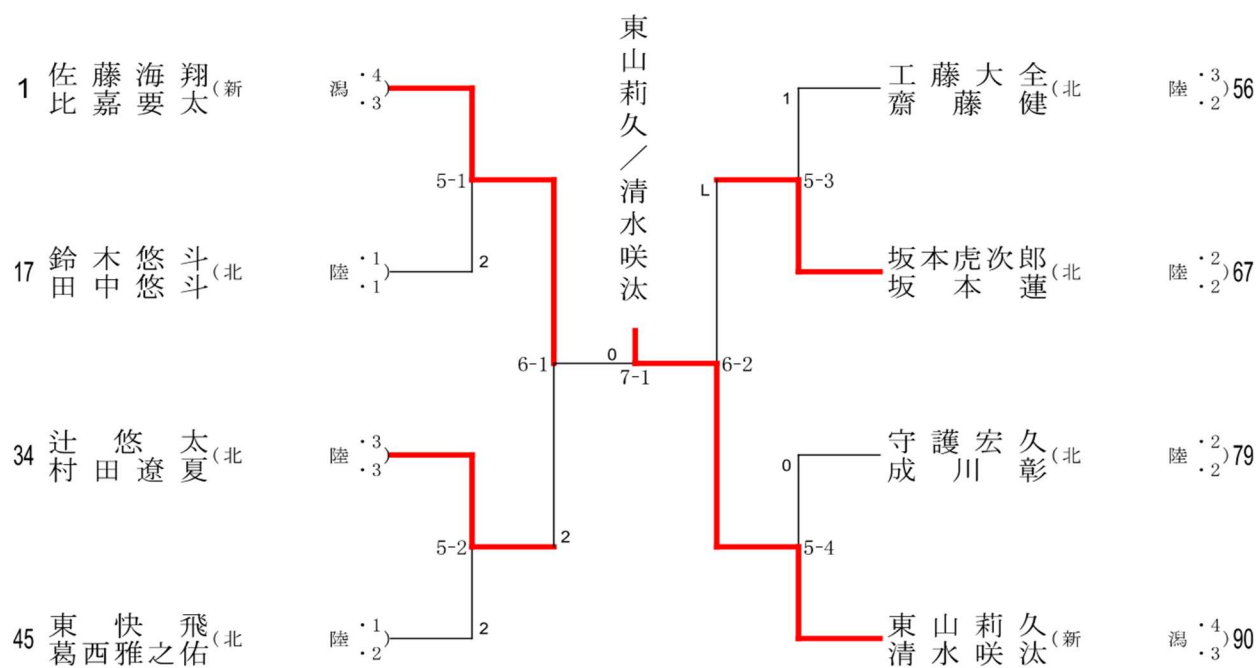 東山莉久／清水咲汰
1 佐藤海翔 比嘉要太 (新潟・4・3)
5-1
17 鈴木悠斗 田中悠斗 (北陸・1・1)
2
6-1
34 辻悠太 村田遼夏 (北陸・3・3)
5-2
2
45 東快飛 葛西雅之佑 (北陸・1・2)
2
0
7-1
工藤大全 齋藤健 (北陸・3・2) 56
1
5-3
L
坂本虎次郎 坂本蓮 (北陸・2・2) 67
6-2
守護宏久 成川彰 (北陸・2・2) 79
0
5-4
東山莉久 清水咲汰 (新潟・4・3) 90